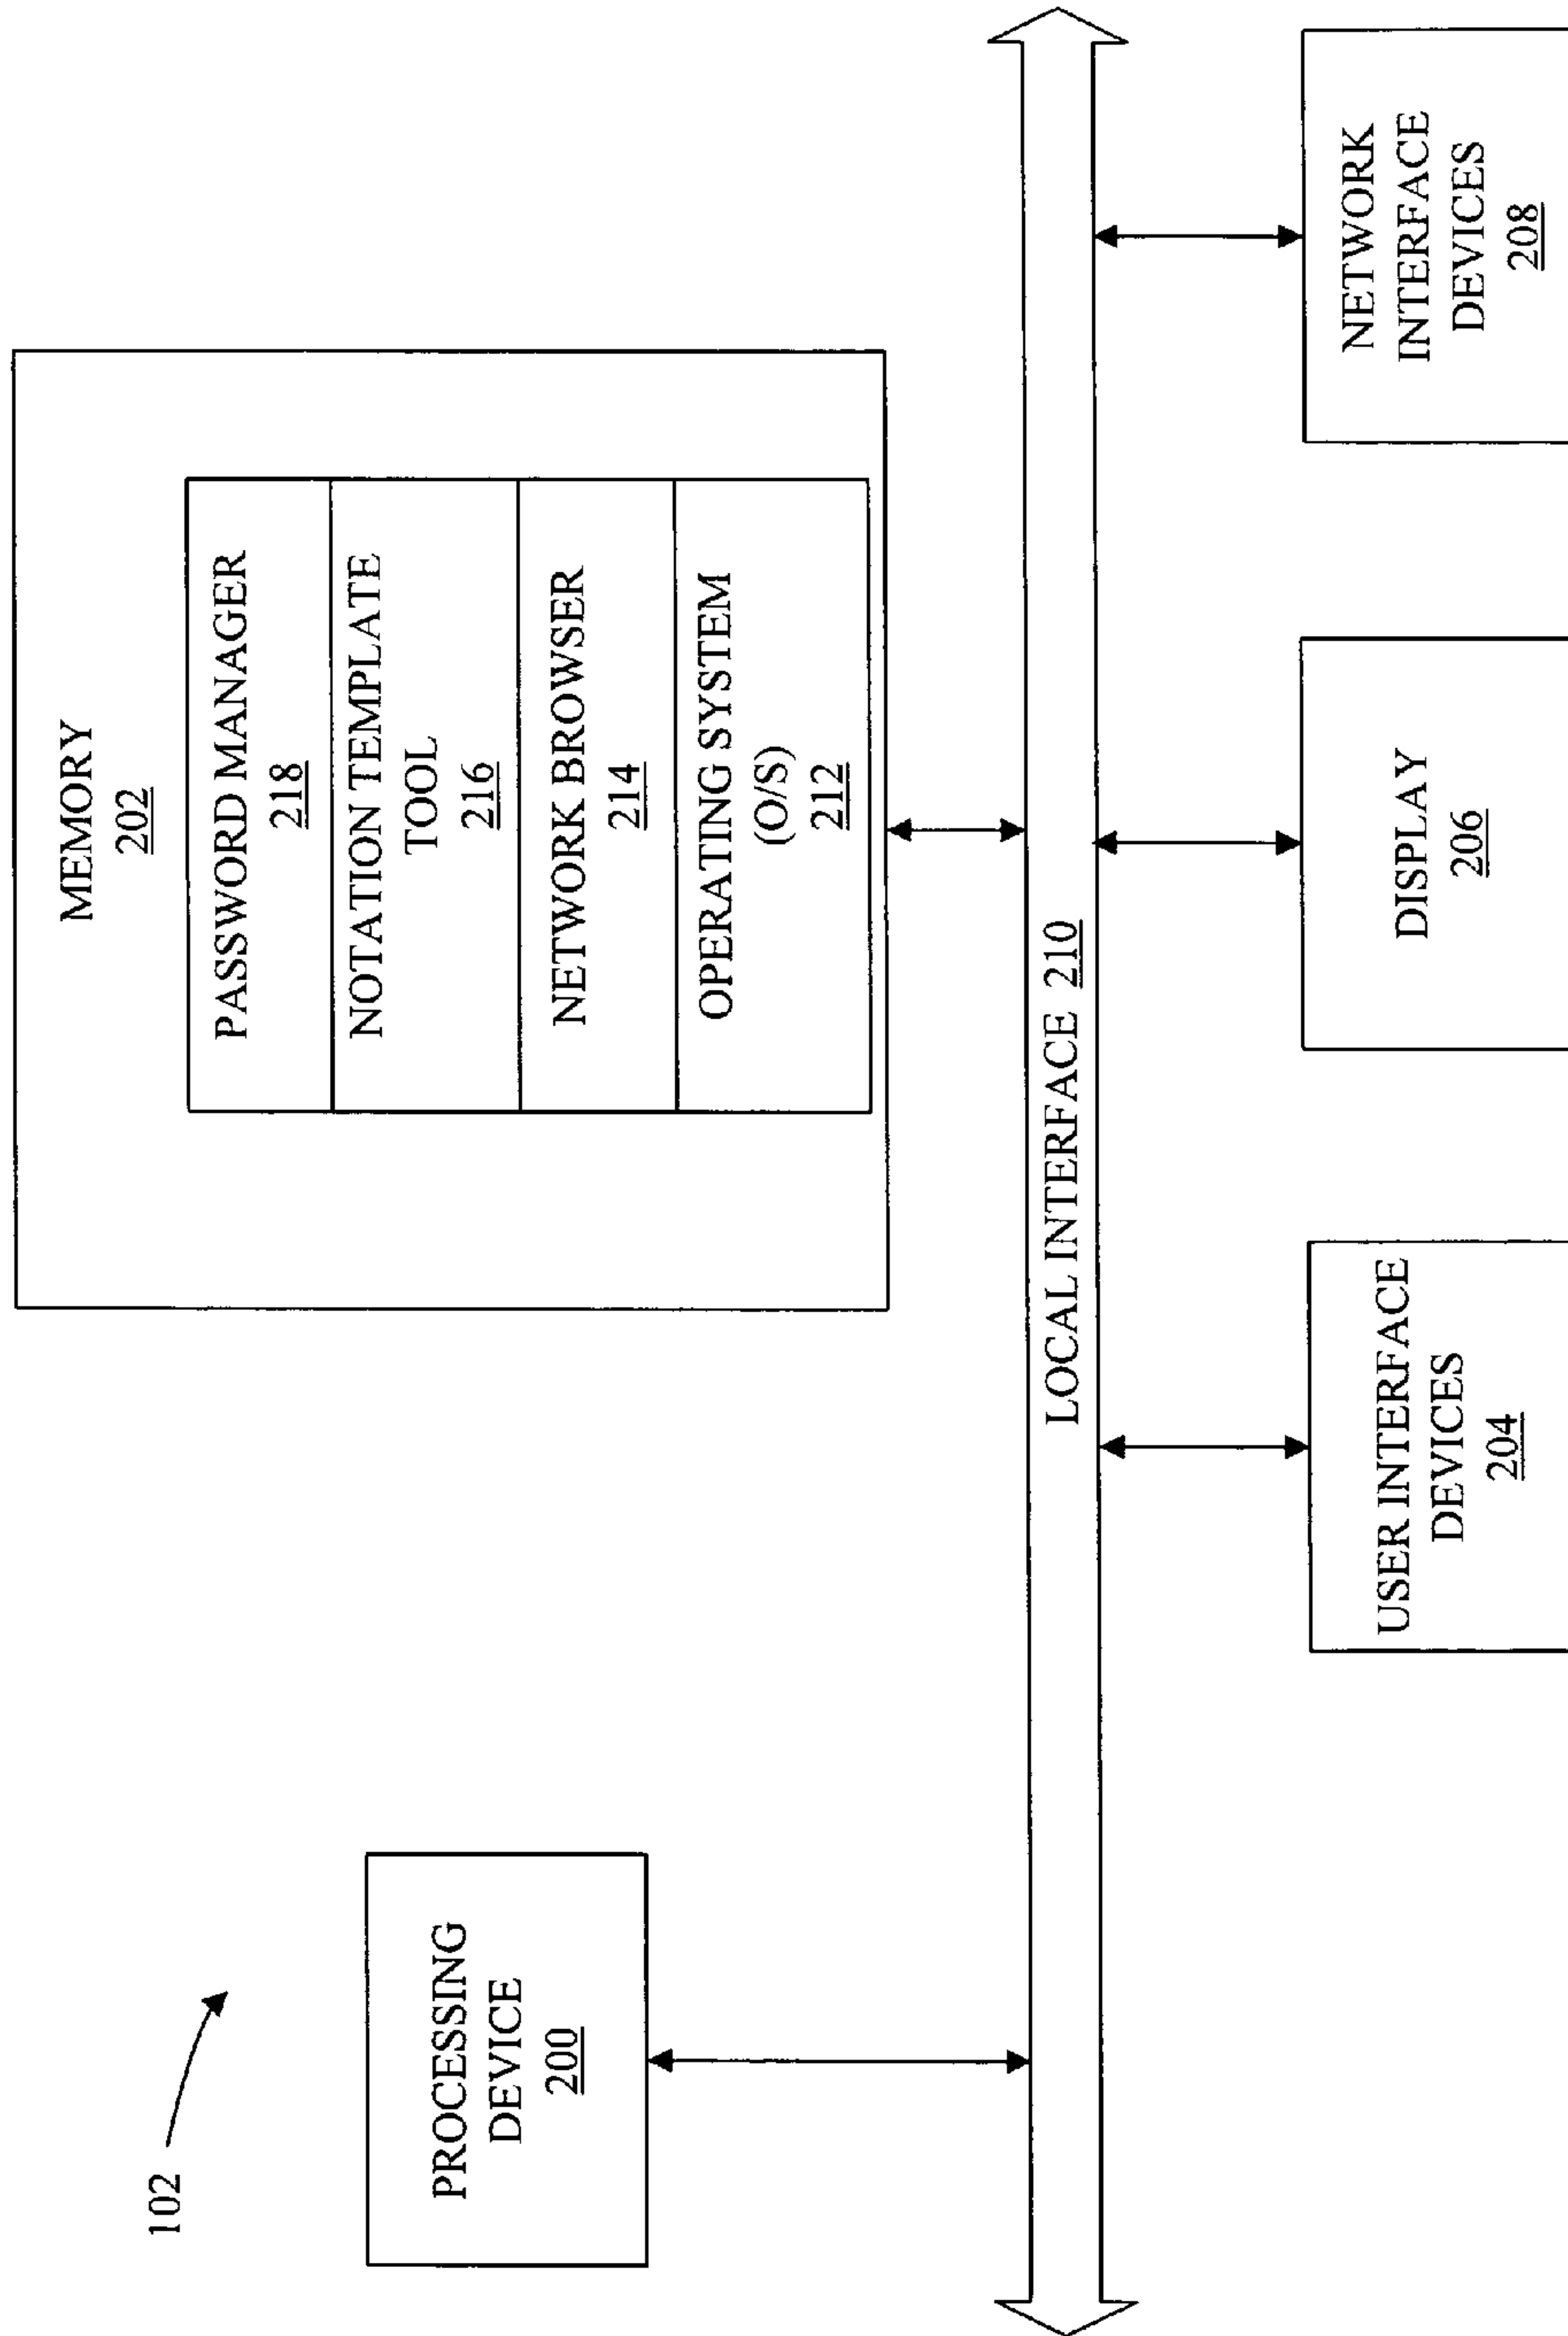 102
PROCESSING
DEVICE
200
MEMORY
202
PASSWORD MANAGER
218
NOTATION TEMPLATE
TOOL
216
NETWORK BROWSER
214
OPERATING SYSTEM
(O/S)
212
LOCAL INTERFACE 210
USER INTERFACE
DEVICES
204
DISPLAY
206
NETWORK
INTERFACE
DEVICES
208